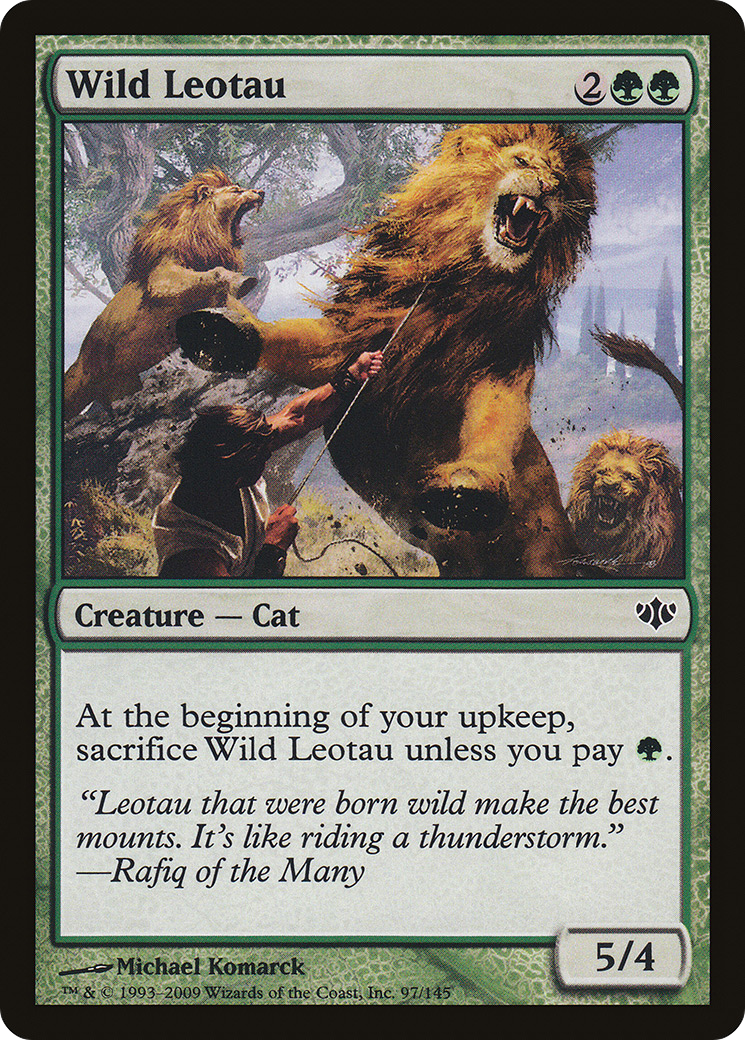 Wild Leotau 2
Creature — Cat
At the beginning of your upkeep,
sacrifice Wild Leotau unless you pay .
“Leotau that were born wild make the best
mounts. It’s like riding a thunderstorm.”
—Rafiq of the Many
5/4
Michael Komarck
™ & © 1993–2009 Wizards of the Coast, Inc. 97/145